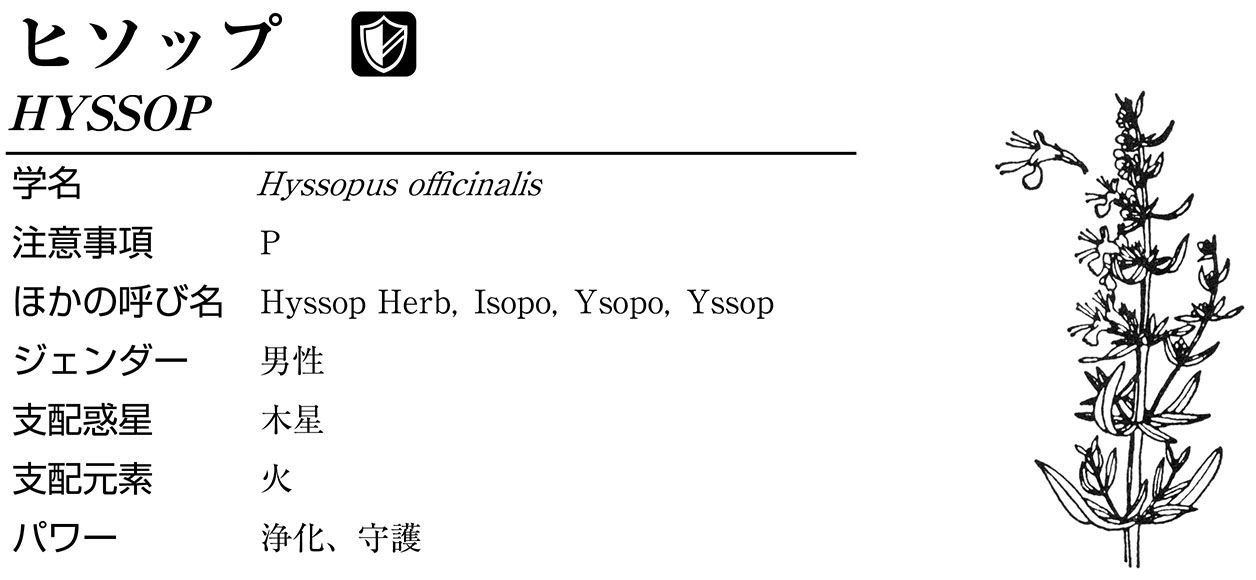 ヒソップ
HYSSOP
学名 Hyssopus officinalis
注意事項 P
ほかの呼び名 Hyssop Herb, Isopo, Ysopo, Yssop
ジェンダー 男性
支配惑星 木星
支配元素 火
パワー 浄化、守護